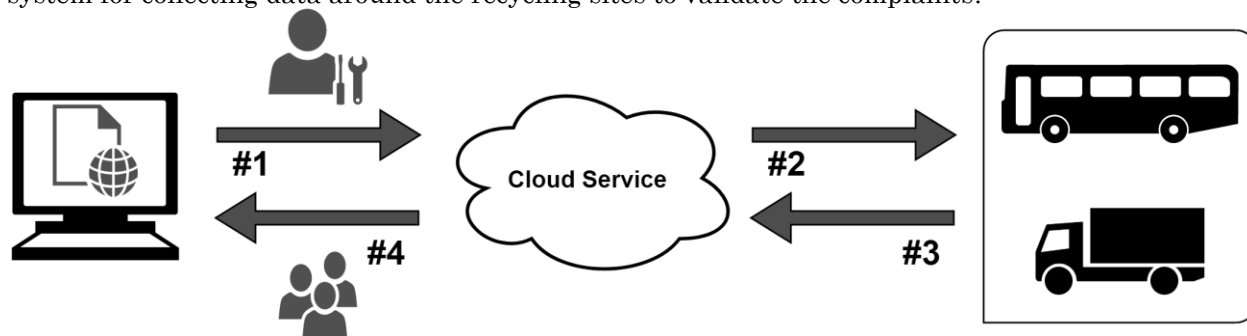 system for collecting data around the recycling sites to validate the complaints.
#1
#2
Cloud Service
#4
#3